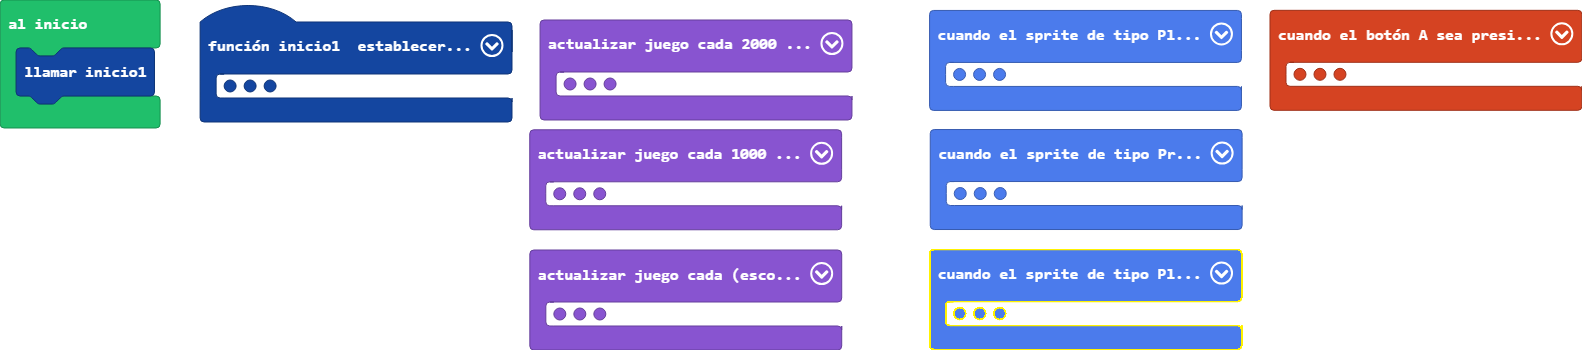 al inicio
llamar inicio1
función inicio1 establecer...
actualizar juego cada 2000 ...
actualizar juego cada 1000 ...
actualizar juego cada (esco...
cuando el sprite de tipo Pl...
cuando el sprite de tipo Pr...
cuando el sprite de tipo Pl...
cuando el botón A sea presi...